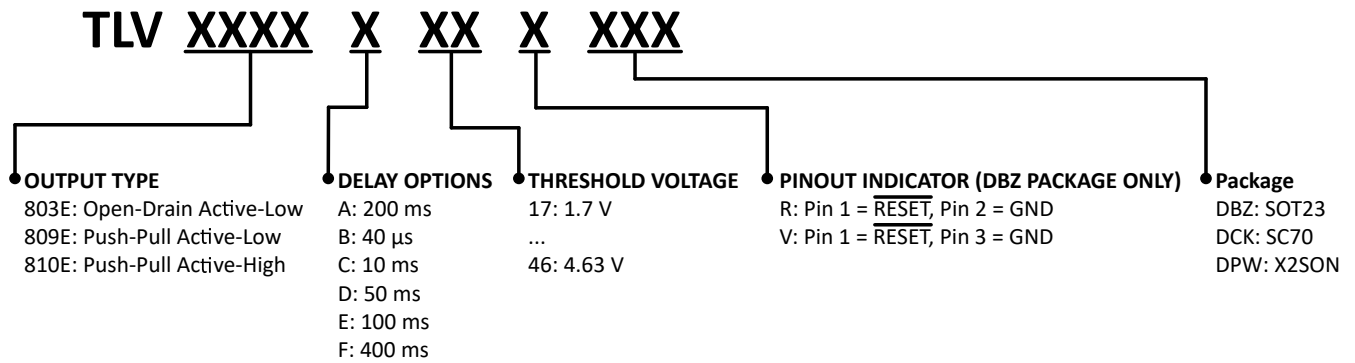 TLV XXXX X XX X XXX
OUTPUT TYPE
803E: Open-Drain Active-Low
809E: Push-Pull Active-Low
810E: Push-Pull Active-High
DELAY OPTIONS
A: 200 ms
B: 40 µs
C: 10 ms
D: 50 ms
E: 100 ms
F: 400 ms
THRESHOLD VOLTAGE
17: 1.7 V
...
46: 4.63 V
PINOUT INDICATOR (DBZ PACKAGE ONLY)
R: Pin 1 = RESET, Pin 2 = GND
V: Pin 1 = RESET, Pin 3 = GND
Package
DBZ: SOT23
DCK: SC70
DPW: X2SON